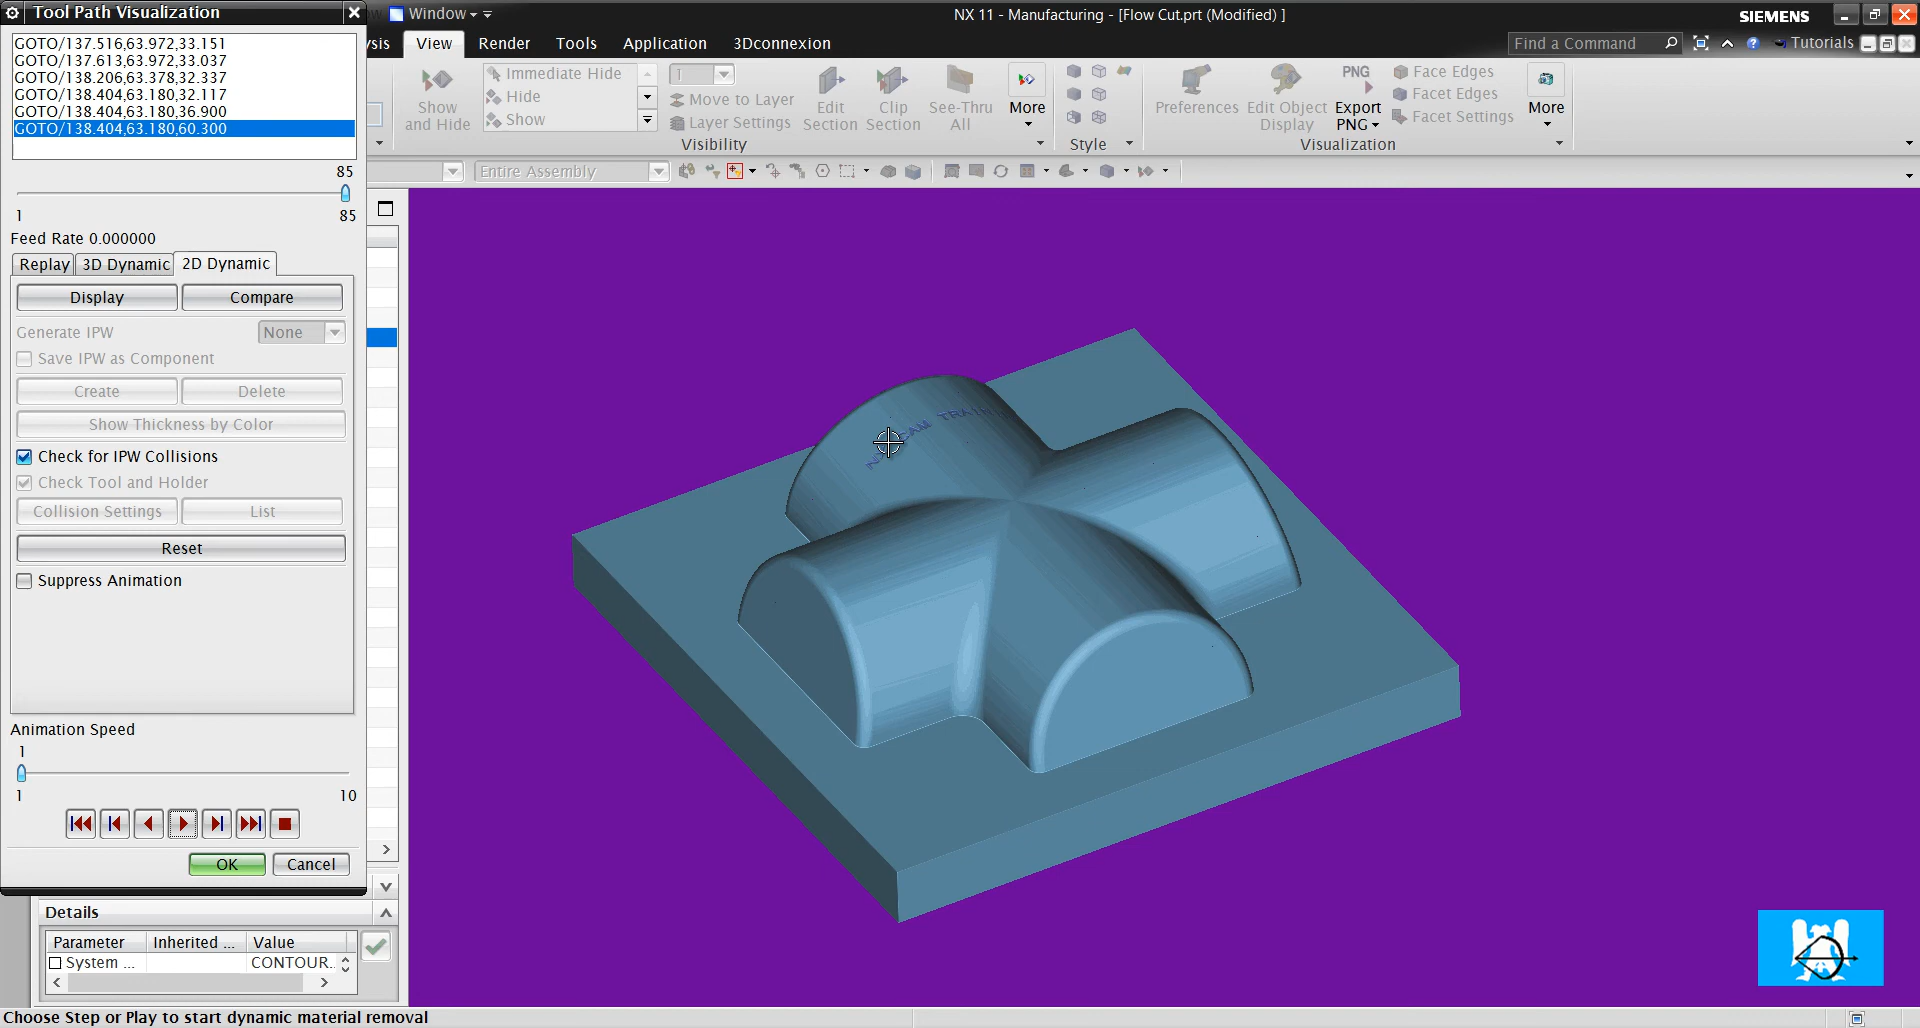 Tool Path Visualization
Window
NX 11 - Manufacturing - [Flow Cut.prt (Modified) ]
SIEMENS
View
Render
Tools
Application
3Dconnexion
Find a Command
Tutorials
GOTO/137.516,63.972,33.151
GOTO/137.613,63.972,33.037
GOTO/138.206,63.378,32.337
GOTO/138.404,63.180,32.117
GOTO/138.404,63.180,36.900
GOTO/138.404,63.180,60.300
Show and Hide
Immediate Hide
Hide
Show
1
Move to Layer
Layer Settings
Edit Section
Clip Section
See-Thru All
More
Visibility
Style
Preferences
Edit Object Display
PNG
Export PNG
Face Edges
Facet Edges
Facet Settings
More
Visualization
Entire Assembly
85
1
85
Feed Rate 0.000000
Replay
3D Dynamic
2D Dynamic
Display
Compare
Generate IPW
None
Save IPW as Component
Create
Delete
Show Thickness by Color
Check for IPW Collisions
Check Tool and Holder
Collision Settings
List
Reset
Suppress Animation
Animation Speed
1
1
10
OK
Cancel
Details
Parameter
Inherited ...
Value
System ...
CONTOUR..
Choose Step or Play to start dynamic material removal
CAM